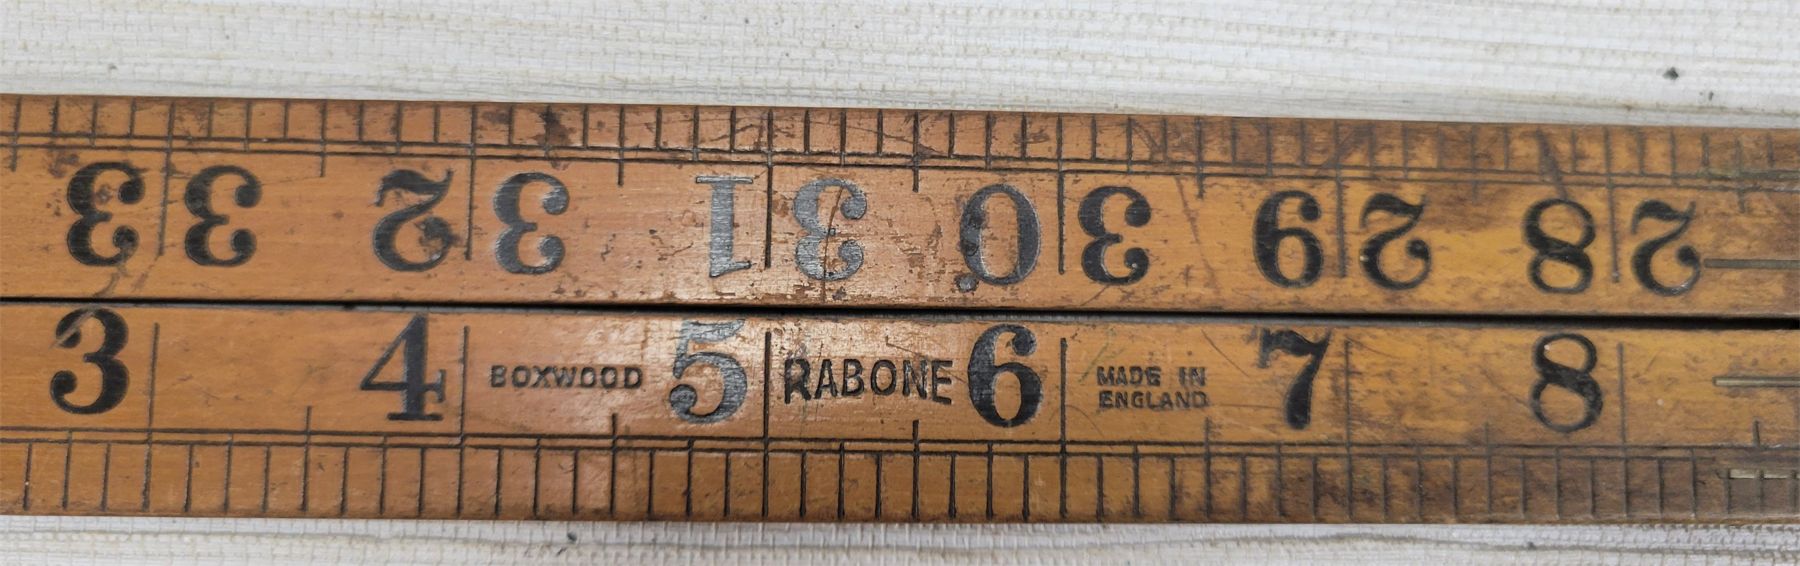 28 29 30 31 32 33
3 4 BOXWOOD 5 RABONE 6 MADE IN 7 8
ENGLAND